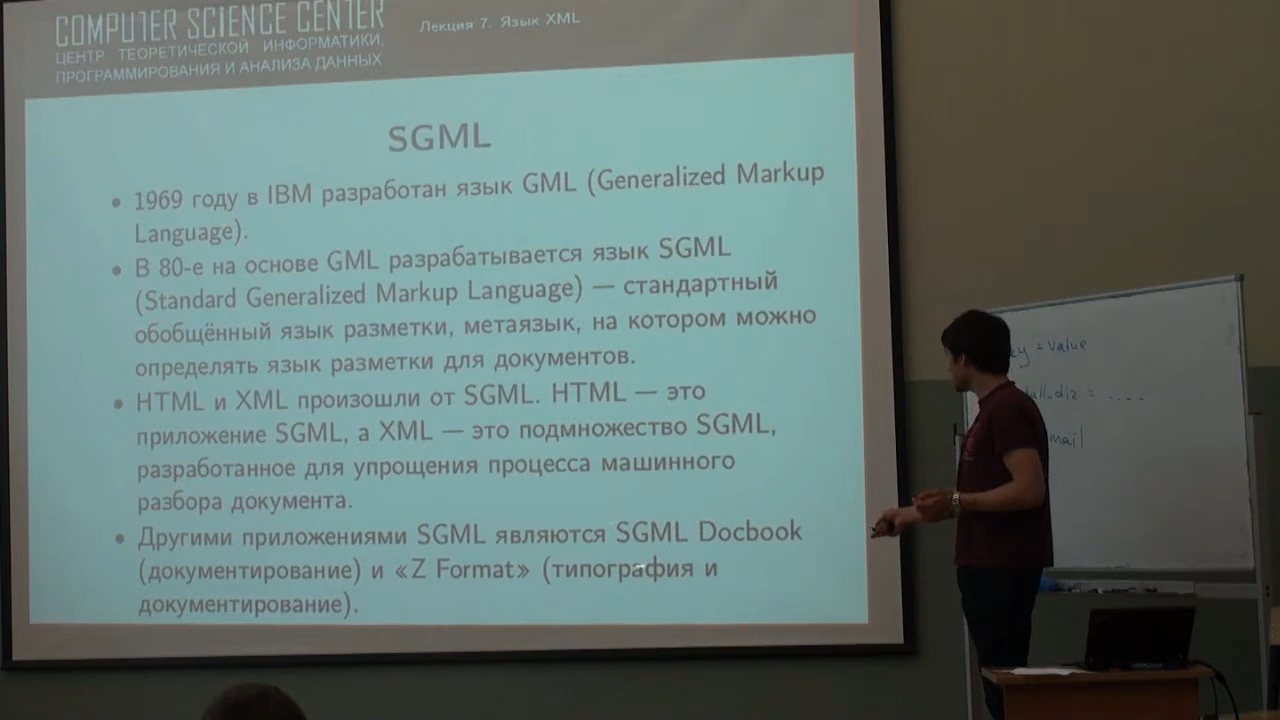 COMPUTER SCIENCE CENTER
ЦЕНТР ТЕОРЕТИЧЕСКОЙ ИНФОРМАТИКИ,
ПРОГРАММИРОВАНИЯ И АНАЛИЗА ДАННЫХ
Лекция 7. Язык XML
SGML
• 1969 году в IBM разработан язык GML (Generalized Markup
Language).
• В 80-е на основе GML разрабатывается язык SGML
(Standard Generalized Markup Language) — стандартный
обобщённый язык разметки, метаязык, на котором можно
определять язык разметки для документов.
• HTML и XML произошли от SGML. HTML — это
приложение SGML, а XML — это подмножество SGML,
разработанное для упрощения процесса машинного
разбора документа.
• Другими приложениями SGML являются SGML Docbook
(документирование) и «Z Format» (типография и
документирование).
= value
= ....
mail